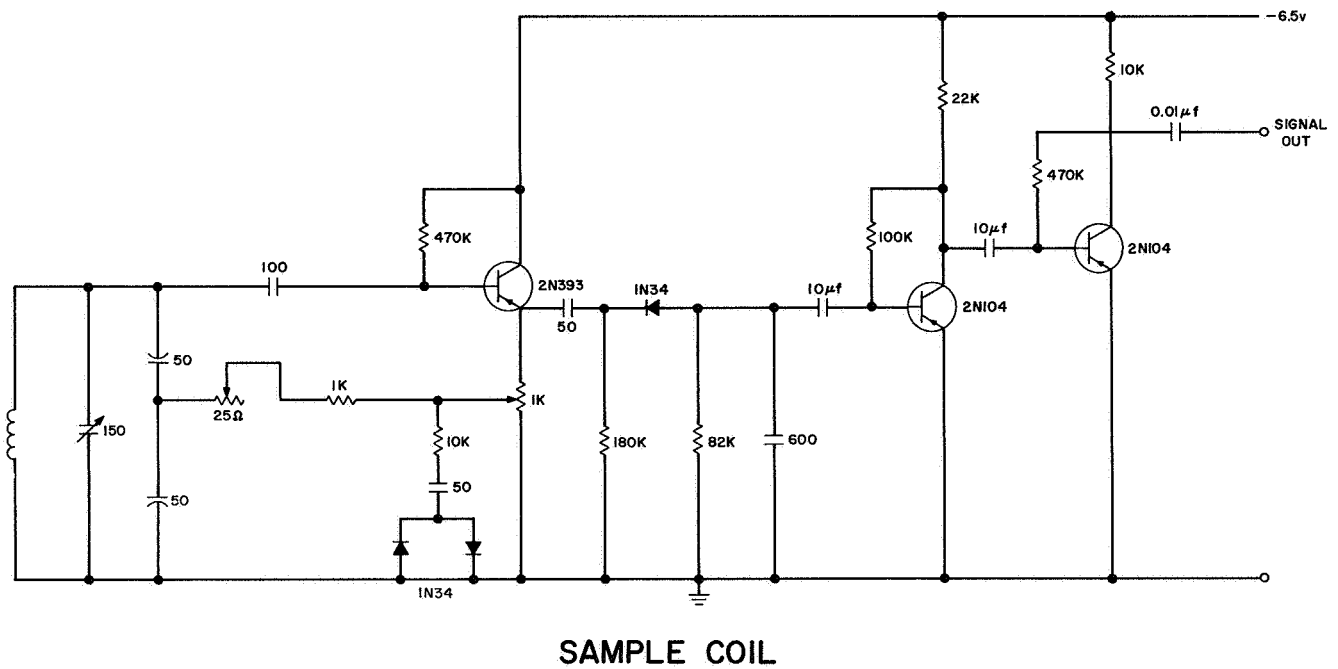 -6.5v
10K
22K
0.01µf
SIGNAL
OUT
470K
470K
100K
10µf
2N104
100
2N393
1N34
10µf
2N104
50
50
1K
25Ω
1K
150
10K
180K
82K
600
50
50
1N34
SAMPLE COIL